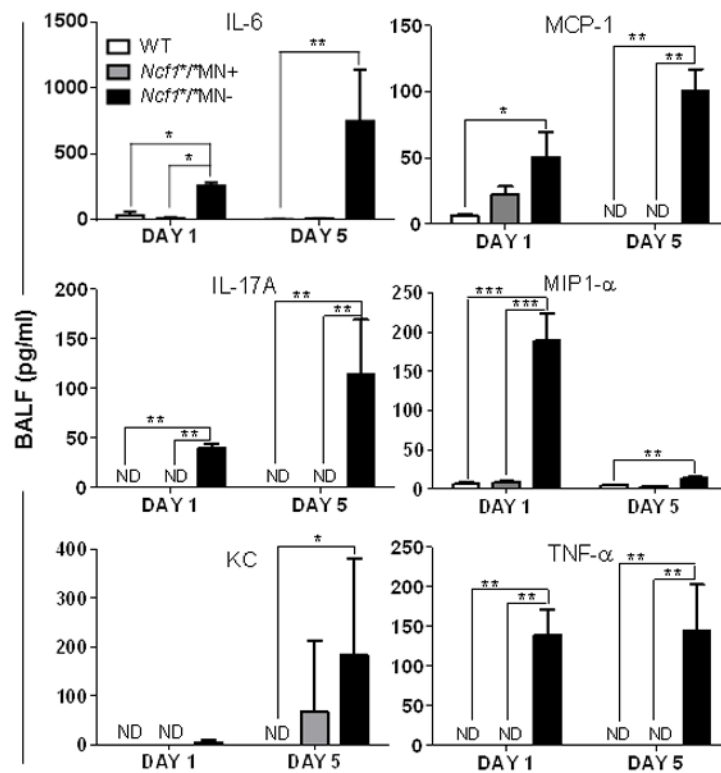 BALF (pg/ml)
IL-6
WT
Ncf1*/*MN+
Ncf1*/*MN-
1500
1000
500
0
*
*
**
DAY 1 DAY 5
MCP-1
150
100
50
0
*
**
**
ND ND
DAY 1 DAY 5
IL-17A
200
150
100
50
0
**
**
**
**
ND ND ND ND
DAY 1 DAY 5
MIP1-α
250
200
150
100
50
0
***
***
**
DAY 1 DAY 5
KC
400
300
200
100
0
*
ND ND ND
DAY 1 DAY 5
TNF-α
250
200
150
100
50
0
**
**
**
**
ND ND ND ND
DAY 1 DAY 5